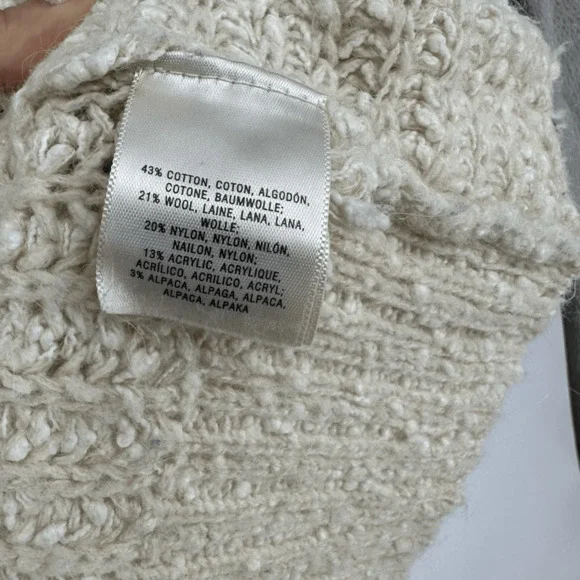 43% COTTON, COTON, ALGODÓN,
COTONE, BAUMWOLLE;
21% WOOL, LAINE, LANA, LANA,
WOLLE;
20% NYLON, NYLON, NILÓN,
NAILON, NYLON;
13% ACRYLIC, ACRYLIQUE,
ACRÍLICO, ACRILICO, ACRYL;
3% ALPACA, ALPAGA, ALPACA,
ALPACA, ALPAKA